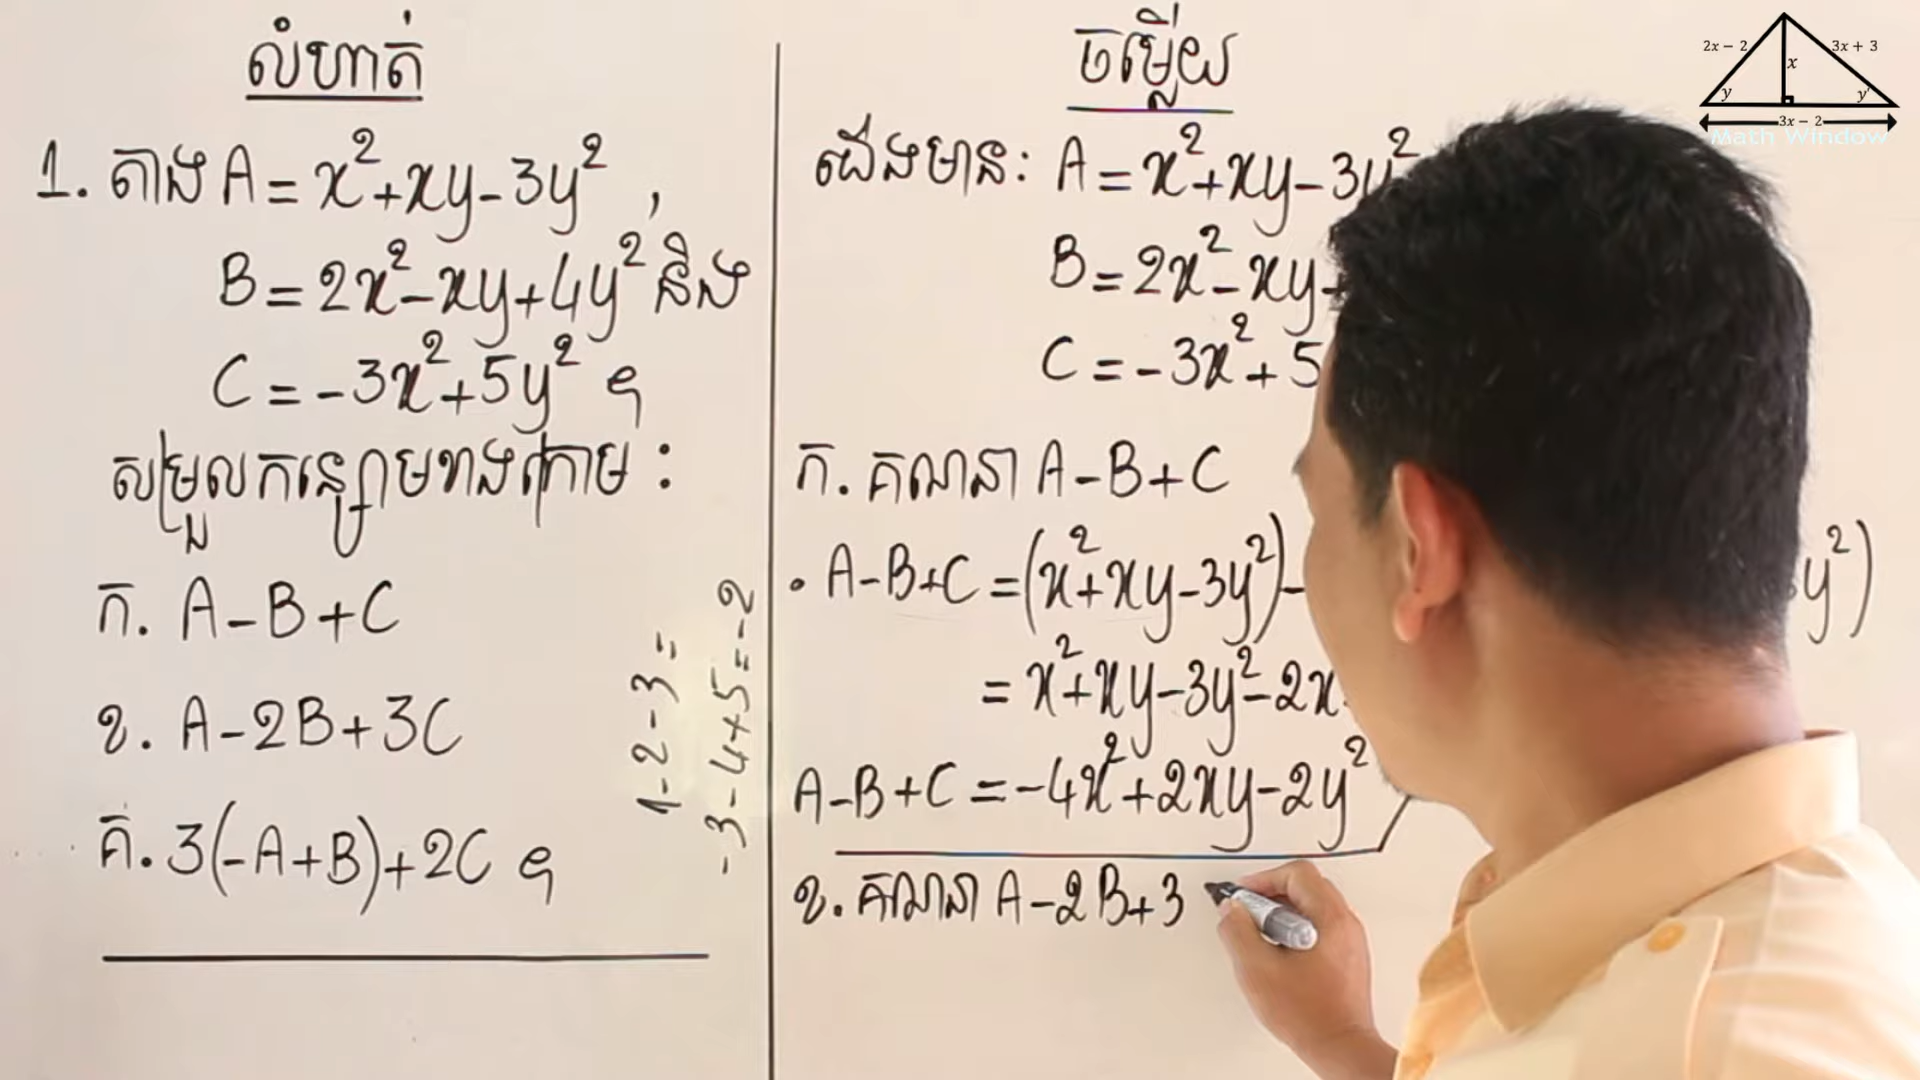 លំហាត់
1. តាង A = x²+xy-3y² ,
B = 2x²-xy+4y² និង
C = -3x²+5y² ។
សម្រួលកន្សោមខាងក្រោម :
ក. A-B+C
ខ. A-2B+3C
គ. 3(-A+B)+2C ។
1-2-3=
-3-4+5=-2
ចម្លើយ
យើងមាន: A = x²+xy-3y²
B = 2x²-xy+
C = -3x²+5
ក. គណនា A-B+C
• A-B+C = (x²+xy-3y²)- y²)
= x²+xy-3y²-2x
A-B+C = -4x²+2xy-2y²
ខ. គណនា A-2B+3
2x − 2
3x + 3
x
y
y'
3x − 2
Math Window